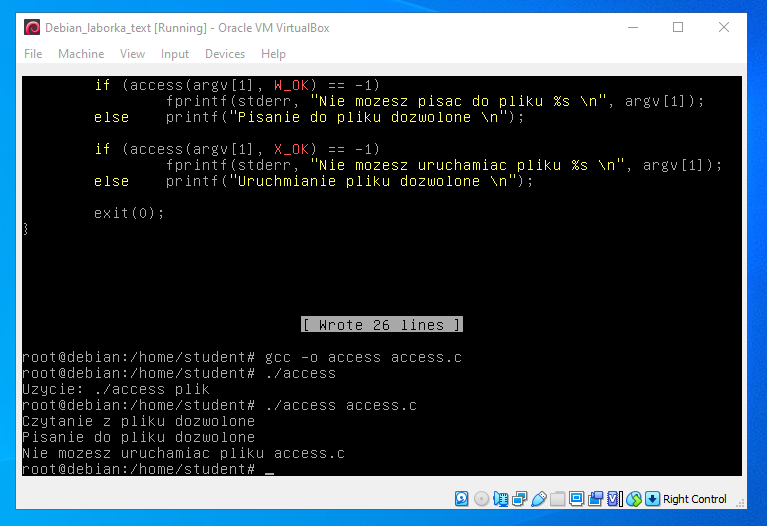 Debian_laborka_text [Running] - Oracle VM VirtualBox
File Machine View Input Devices Help
if (access(argv[1], W_OK) == -1)
fprintf(stderr, "Nie mozesz pisac do pliku %s \n", argv[1]);
else printf("Pisanie do pliku dozwolone \n");
if (access(argv[1], X_OK) == -1)
fprintf(stderr, "Nie mozesz uruchamiac pliku %s \n", argv[1]);
else printf("Uruchmianie pliku dozwolone \n");
exit(0);
}
[ Wrote 26 lines ]
root@debian:/home/student# gcc -o access access.c
root@debian:/home/student# ./access
Uzycie: ./access plik
root@debian:/home/student# ./access access.c
Czytanie z pliku dozwolone
Pisanie do pliku dozwolone
Nie mozesz uruchamiac pliku access.c
root@debian:/home/student# _
Right Control